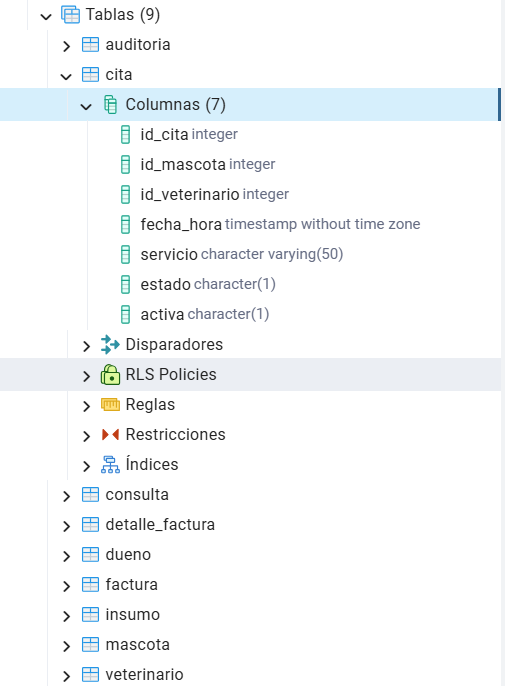 Tablas (9)
auditoria
cita
Columnas (7)
id_cita integer
id_mascota integer
id_veterinario integer
fecha_hora timestamp without time zone
servicio character varying(50)
estado character(1)
activa character(1)
Disparadores
RLS Policies
Reglas
Restricciones
Índices
consulta
detalle_factura
dueno
factura
insumo
mascota
veterinario